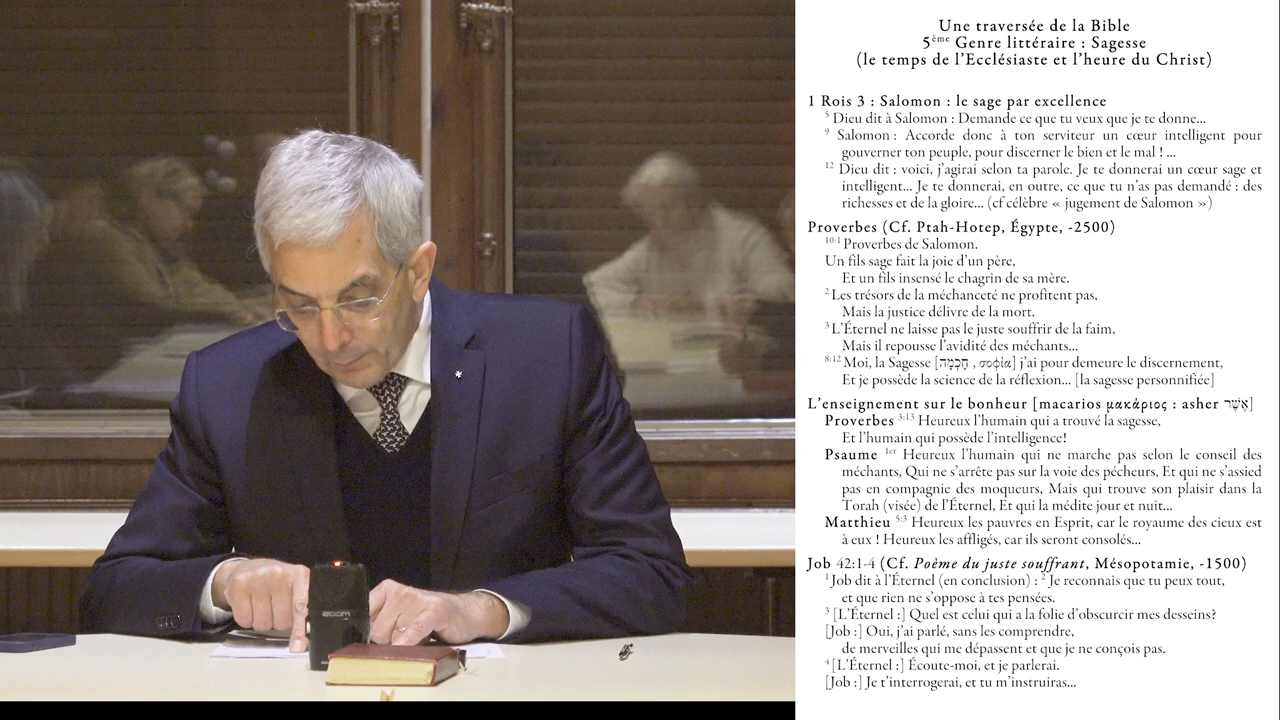 Une traversée de la Bible
5ème Genre littéraire : Sagesse
(le temps de l'Ecclésiaste et l'heure du Christ)
1 Rois 3 : Salomon : le sage par excellence
5 Dieu dit à Salomon : Demande ce que tu veux que je te donne...
9 Salomon : Accorde donc à ton serviteur un cœur intelligent pour
gouverner ton peuple, pour discerner le bien et le mal ! ...
12 Dieu dit : voici, j'agirai selon ta parole. Je te donnerai un cœur sage et
intelligent... Je te donnerai, en outre, ce que tu n'as pas demandé : des
richesses et de la gloire... (cf célèbre « jugement de Salomon »)
Proverbes (Cf. Ptah-Hotep, Égypte, -2500)
10:1 Proverbes de Salomon.
Un fils sage fait la joie d'un père,
Et un fils insensé le chagrin de sa mère.
2 Les trésors de la méchanceté ne profitent pas,
Mais la justice délivre de la mort.
3 L'Éternel ne laisse pas le juste souffrir de la faim,
Mais il repousse l'avidité des méchants...
8:12 Moi, la Sagesse [חָכְמָה , σοφία] j'ai pour demeure le discernement,
Et je possède la science de la réflexion... [la sagesse personnifiée]
L'enseignement sur le bonheur [macarios μακάριος : asher אָשֵׁר]
Proverbes 3:13 Heureux l'humain qui a trouvé la sagesse,
Et l'humain qui possède l'intelligence!
Psaume 1er Heureux l'humain qui ne marche pas selon le conseil des
méchants, Qui ne s'arrête pas sur la voie des pécheurs, Et qui ne s'assied
pas en compagnie des moqueurs, Mais qui trouve son plaisir dans la
Torah (visée) de l'Éternel, Et qui la médite jour et nuit...
Matthieu 5:3 Heureux les pauvres en Esprit, car le royaume des cieux est
à eux ! Heureux les affligés, car ils seront consolés...
Job 42:1-4 (Cf. Poème du juste souffrant, Mésopotamie, -1500)
1 Job dit à l'Éternel (en conclusion) : 2 Je reconnais que tu peux tout,
et que rien ne s'oppose à tes pensées.
3 [L'Éternel :] Quel est celui qui a la folie d'obscurcir mes desseins?
[Job :] Oui, j'ai parlé, sans les comprendre,
de merveilles qui me dépassent et que je ne conçois pas.
4 [L'Éternel :] Écoute-moi, et je parlerai.
[Job :] Je t'interrogerai, et tu m'instruiras...
zoom